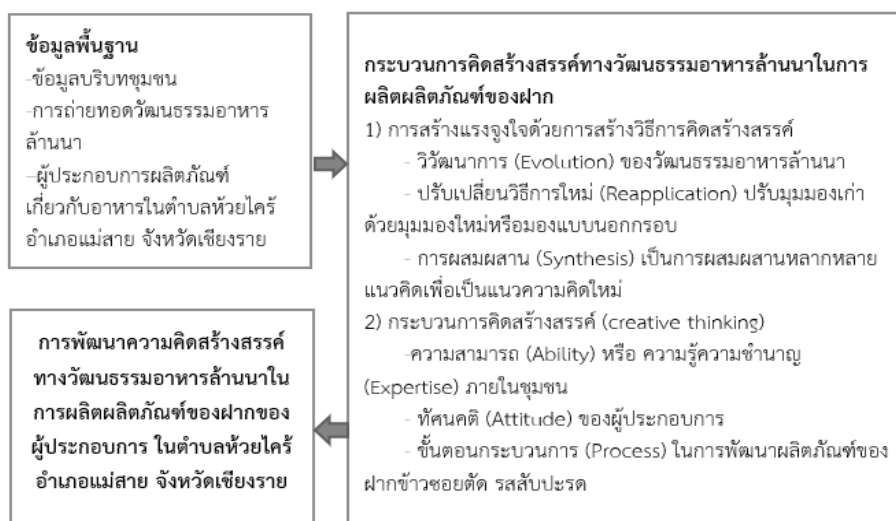 ข้อมูลพื้นฐาน
-ข้อมูลบริบทชุมชน
-การถ่ายทอดวัฒนธรรมอาหาร
ล้านนา
-ผู้ประกอบการผลิตภัณฑ์
เกี่ยวกับอาหารในตำบลห้วยไคร้
อำเภอแม่สาย จังหวัดเชียงราย
กระบวนการคิดสร้างสรรค์ทางวัฒนธรรมอาหารล้านนาในการ
ผลิตผลิตภัณฑ์ของฝาก
1) การสร้างแรงจูงใจด้วยการสร้างวิธีการคิดสร้างสรรค์
- วิวัฒนาการ (Evolution) ของวัฒนธรรมอาหารล้านนา
- ปรับเปลี่ยนวิธีการใหม่ (Reapplication) ปรับมุมมองเก่า
ด้วยมุมมองใหม่หรือมองแบบนอกกรอบ
- การผสมผสาน (Synthesis) เป็นการผสมผสานหลากหลาย
แนวคิดเพื่อเป็นแนวความคิดใหม่
2) กระบวนการคิดสร้างสรรค์ (creative thinking)
-ความสามารถ (Ability) หรือ ความรู้ความชำนาญ
(Expertise) ภายในชุมชน
- ทัศนคติ (Attitude) ของผู้ประกอบการ
- ขั้นตอนกระบวนการ (Process) ในการพัฒนาผลิตภัณฑ์ของ
ฝากข้าวซอยตัด รสสับปะรด
การพัฒนาความคิดสร้างสรรค์
ทางวัฒนธรรมอาหารล้านนาใน
การผลิตผลิตภัณฑ์ของฝากของ
ผู้ประกอบการ ในตำบลห้วยไคร้
อำเภอแม่สาย จังหวัดเชียงราย